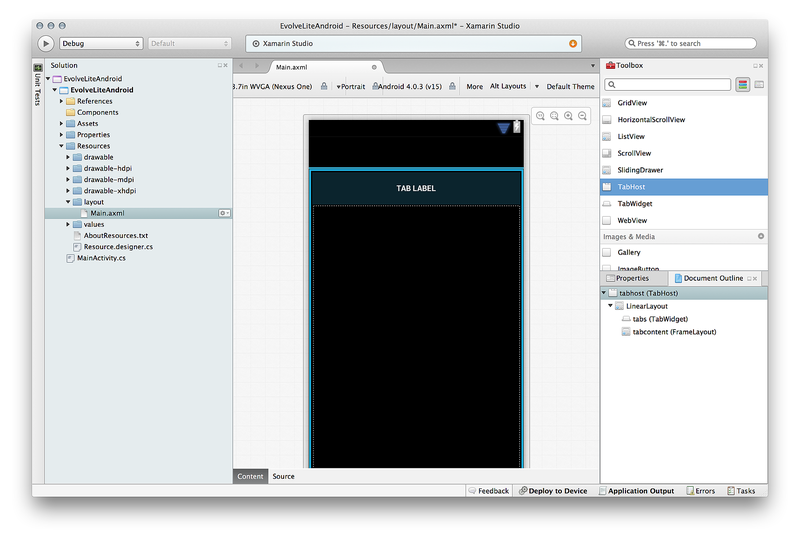 EvolveLiteAndroid – Resources/layout/Main.axml* – Xamarin Studio
Debug
Default
Xamarin Studio
Press '⌘.' to search
Unit Tests
Solution
EvolveLiteAndroid
EvolveLiteAndroid
References
Components
Assets
Properties
Resources
drawable
drawable-hdpi
drawable-mdpi
drawable-xhdpi
layout
Main.axml
values
AboutResources.txt
Resource.designer.cs
MainActivity.cs
Main.axml
3.7in WVGA (Nexus One)
Portrait
Android 4.0.3 (v15)
More
Alt Layouts
Default Theme
TAB LABEL
Content
Source
Toolbox
GridView
HorizontalScrollView
ListView
ScrollView
SlidingDrawer
TabHost
TabWidget
WebView
Images & Media
Gallery
ImageButton
Properties
Document Outline
tabhost (TabHost)
LinearLayout
tabs (TabWidget)
tabcontent (FrameLayout)
Feedback
Deploy to Device
Application Output
Errors
Tasks